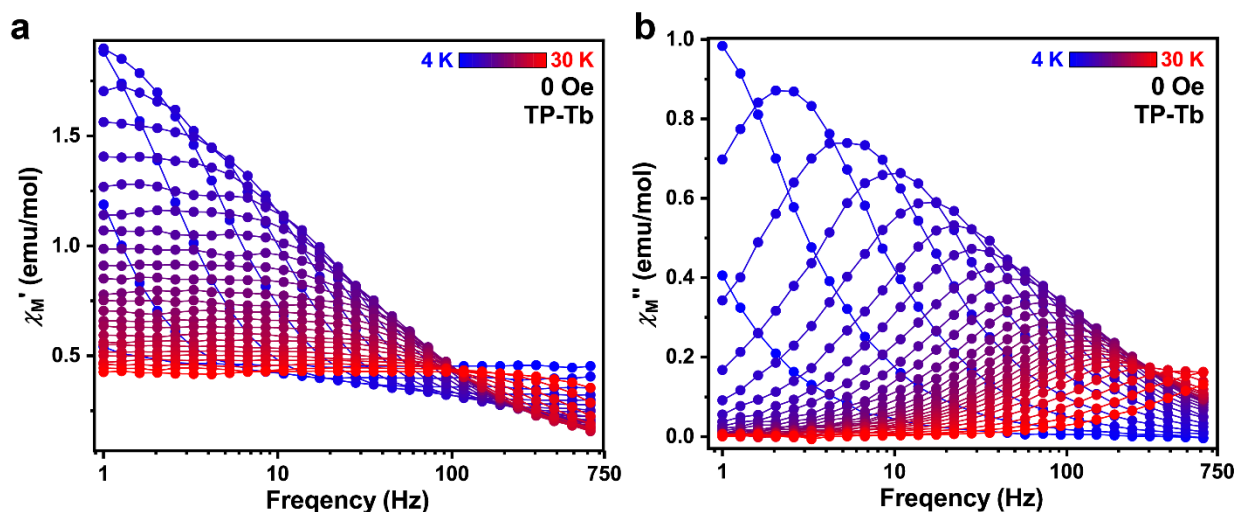 a
4 K 30 K
0 Oe
TP-Tb
χM' (emu/mol)
1.5
1.0
0.5
1 10 100 750
Freqency (Hz)
b
4 K 30 K
0 Oe
TP-Tb
χM'' (emu/mol)
1.0
0.8
0.6
0.4
0.2
0.0
1 10 100 750
Freqency (Hz)